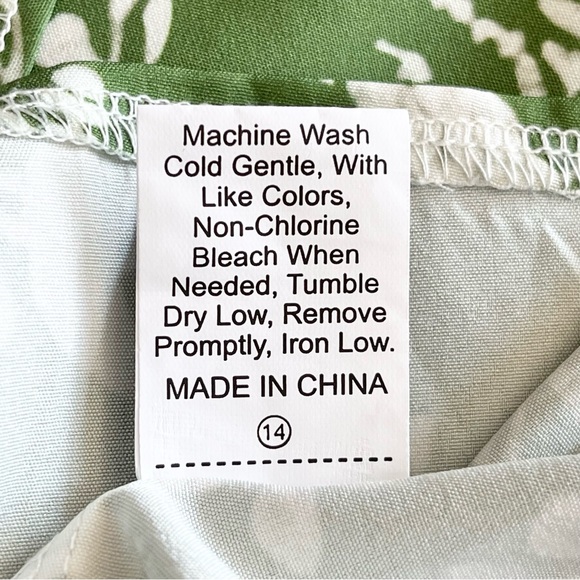 Machine Wash
Cold Gentle, With
Like Colors,
Non-Chlorine
Bleach When
Needed, Tumble
Dry Low, Remove
Promptly, Iron Low.
MADE IN CHINA
14